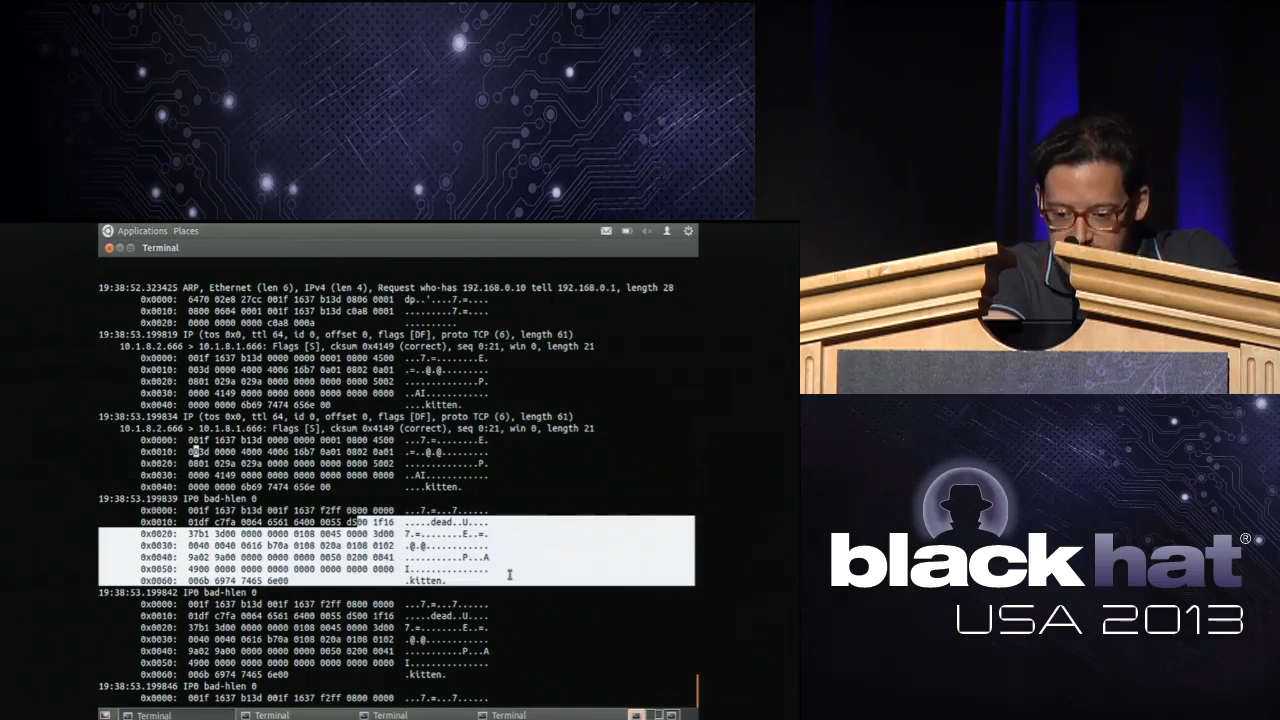 Applications Places
Terminal
19:38:52.323425 ARP, Ethernet (len 6), IPv4 (len 4), Request who-has 192.168.0.10 tell 192.168.0.1, length 28
0x0000: 6470 02e8 27cc 001f 1637 b13d 0806 0001 dp..'....7.=....
0x0010: 0800 0604 0001 001f 1637 b13d c0a8 0001 .........7.=....
0x0020: 0000 0000 0000 c0a8 000a ..........
19:38:53.199819 IP (tos 0x0, ttl 64, id 0, offset 0, flags [DF], proto TCP (6), length 61)
10.1.8.2.666 > 10.1.8.1.666: Flags [S], cksum 0x4149 (correct), seq 0:21, win 0, length 21
0x0000: 001f 1637 b13d 0000 0000 0001 0800 4500 ...7.=........E.
0x0010: 003d 0000 4000 4006 16b7 0a01 0802 0a01 .=..@.@.........
0x0020: 0801 029a 029a 0000 0000 0000 0000 5002 ..............P.
0x0030: 0000 4149 0000 0000 0000 0000 0000 0000 ..AI............
0x0040: 0000 0000 6b69 7474 656e 00 ....kitten.
19:38:53.199834 IP (tos 0x0, ttl 64, id 0, offset 0, flags [DF], proto TCP (6), length 61)
10.1.8.2.666 > 10.1.8.1.666: Flags [S], cksum 0x4149 (correct), seq 0:21, win 0, length 21
0x0000: 001f 1637 b13d 0000 0000 0001 0800 4500 ...7.=........E.
0x0010: 003d 0000 4000 4006 16b7 0a01 0802 0a01 .=..@.@.........
0x0020: 0801 029a 029a 0000 0000 0000 0000 5002 ..............P.
0x0030: 0000 4149 0000 0000 0000 0000 0000 0000 ..AI............
0x0040: 0000 0000 6b69 7474 656e 00 ....kitten.
19:38:53.199839 IP0 bad-hlen 0
0x0000: 001f 1637 b13d 001f 1637 f2ff 0800 0000 ...7.=...7......
0x0010: 01df c7fa 0064 6561 6400 0055 d500 1f16 .....dead..U....
0x0020: 37b1 3d00 0000 0000 0108 0045 0000 3d00 7.=........E..=.
0x0030: 0040 0040 0616 b70a 0108 020a 0108 0102 .@.@............
0x0040: 9a02 9a00 0000 0000 0000 0050 0200 0041 ...........P...A
0x0050: 4900 0000 0000 0000 0000 0000 0000 0000 I...............
0x0060: 006b 6974 7465 6e00 .kitten.
19:38:53.199842 IP0 bad-hlen 0
0x0000: 001f 1637 b13d 001f 1637 f2ff 0800 0000 ...7.=...7......
0x0010: 01df c7fa 0064 6561 6400 0055 d500 1f16 .....dead..U....
0x0020: 37b1 3d00 0000 0000 0108 0045 0000 3d00 7.=........E..=.
0x0030: 0040 0040 0616 b70a 0108 020a 0108 0102 .@.@............
0x0040: 9a02 9a00 0000 0000 0000 0050 0200 0041 ...........P...A
0x0050: 4900 0000 0000 0000 0000 0000 0000 0000 I...............
0x0060: 006b 6974 7465 6e00 .kitten.
19:38:53.199846 IP0 bad-hlen 0
0x0000: 001f 1637 b13d 001f 1637 f2ff 0800 0000 ...7.=...7......
Terminal Terminal Terminal Terminal
black hat®
USA 2013